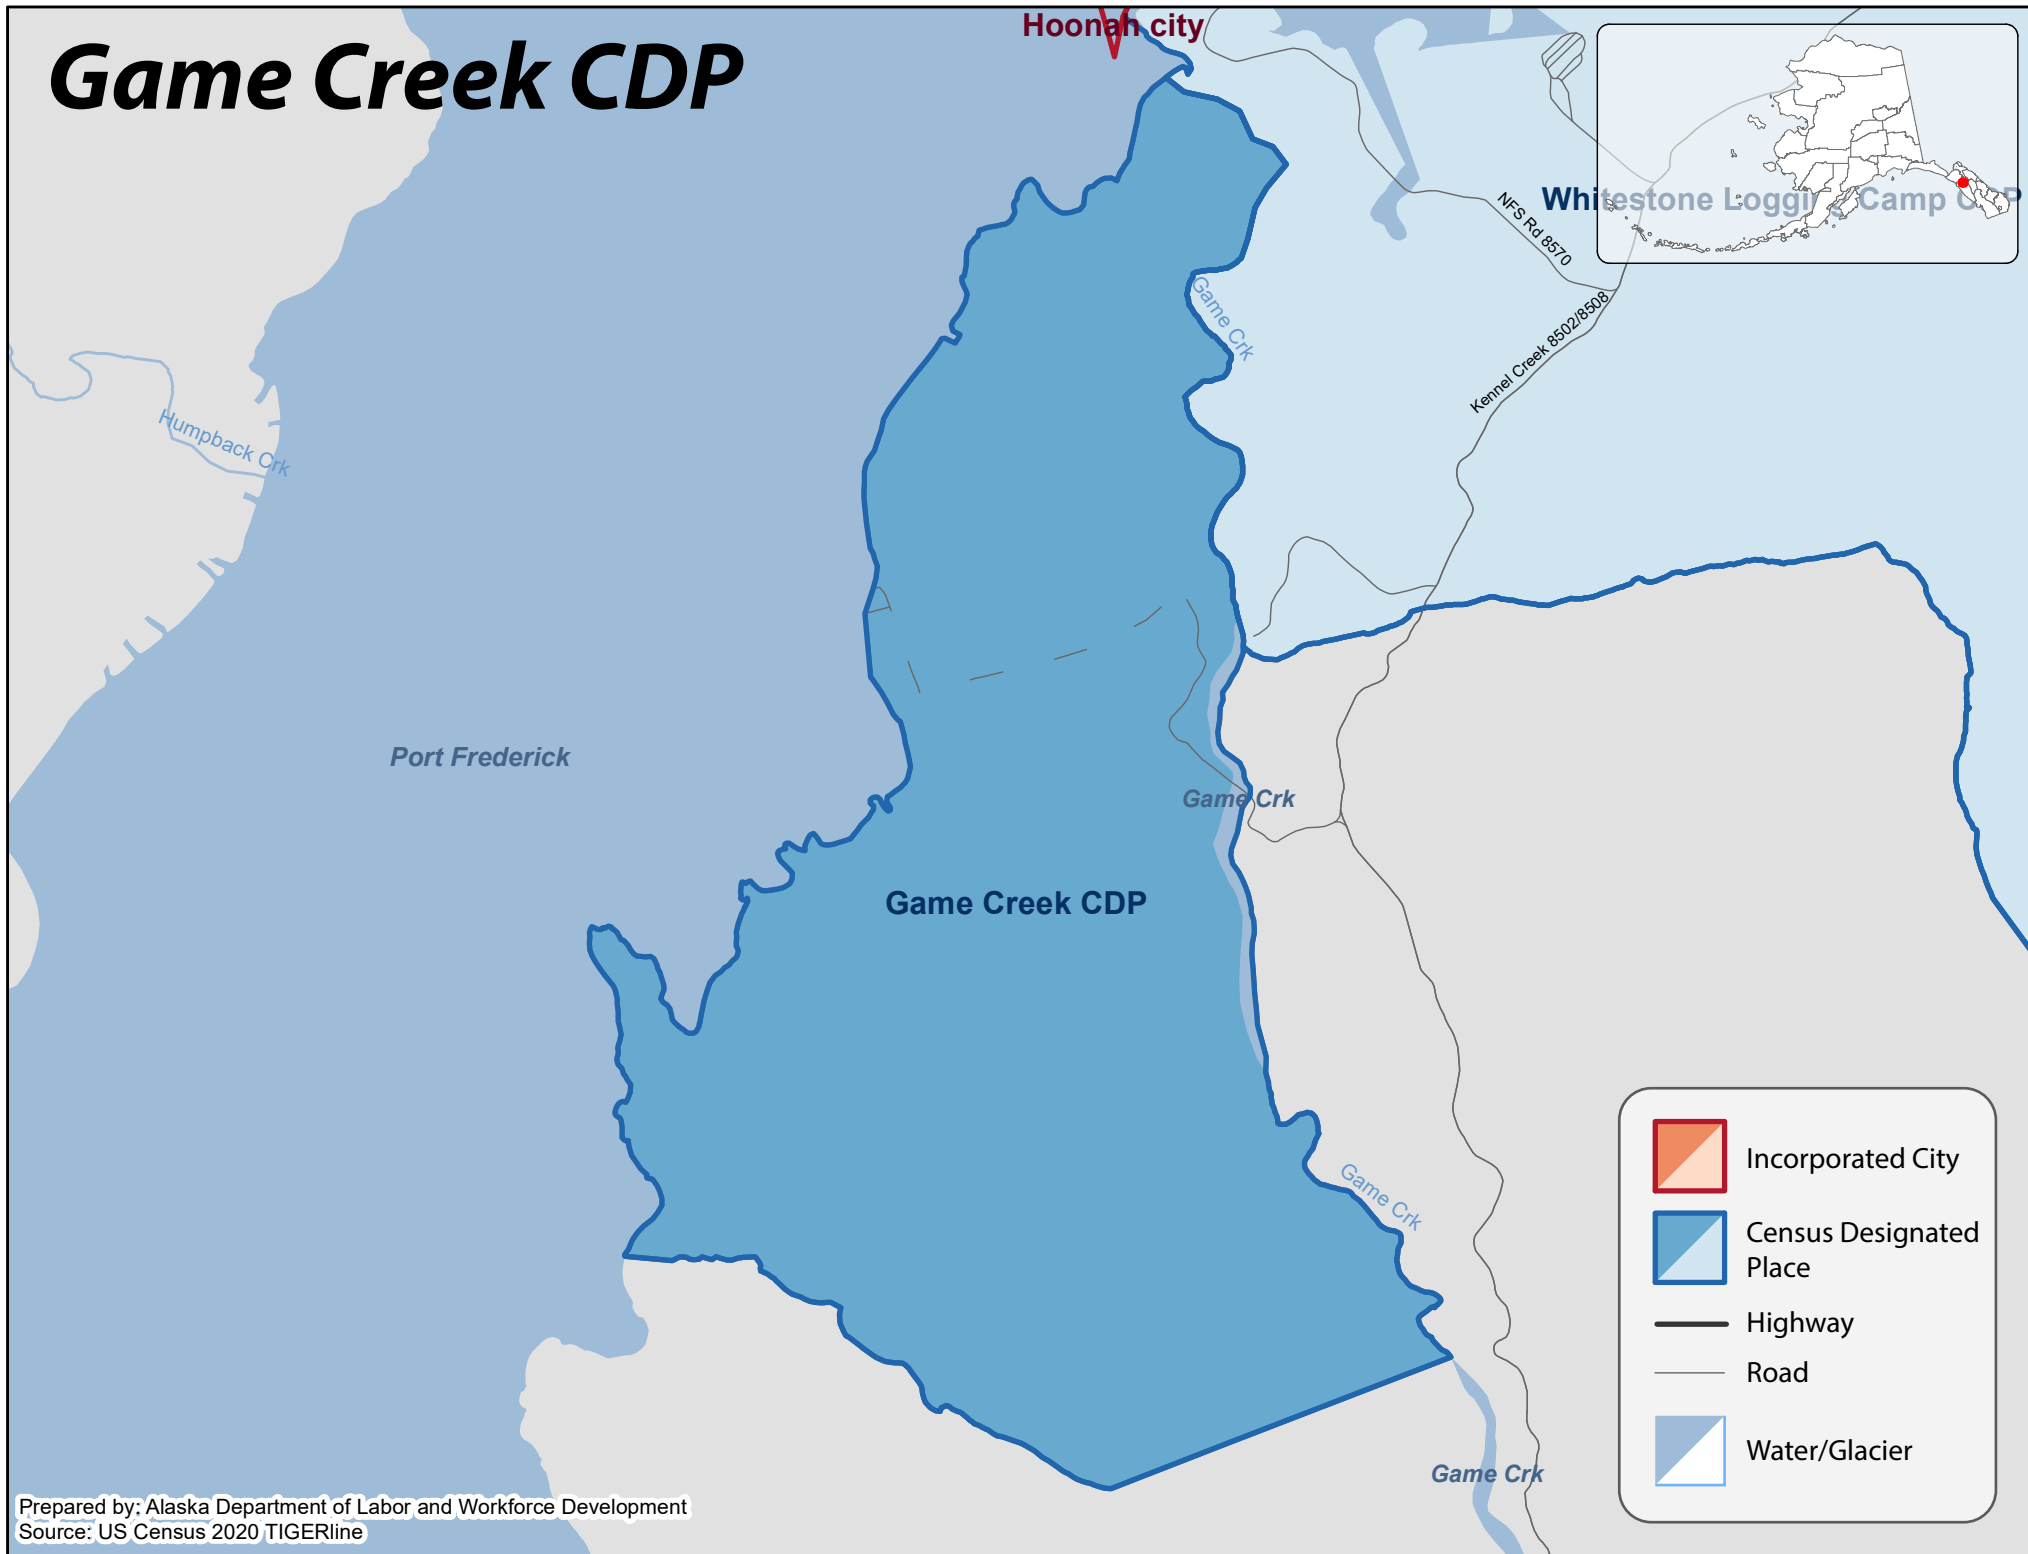 Game Creek CDP
Hoonah city
Whitestone Logging Camp CDP
NFS Rd 8570
Game Crk
Kennel Creek 8502/8508
Humpback Crk
Port Frederick
Game Crk
Game Creek CDP
Game Crk
Game Crk
Incorporated City
Census Designated
Place
Highway
Road
Water/Glacier
Prepared by: Alaska Department of Labor and Workforce Development
Source: US Census 2020 TIGERline